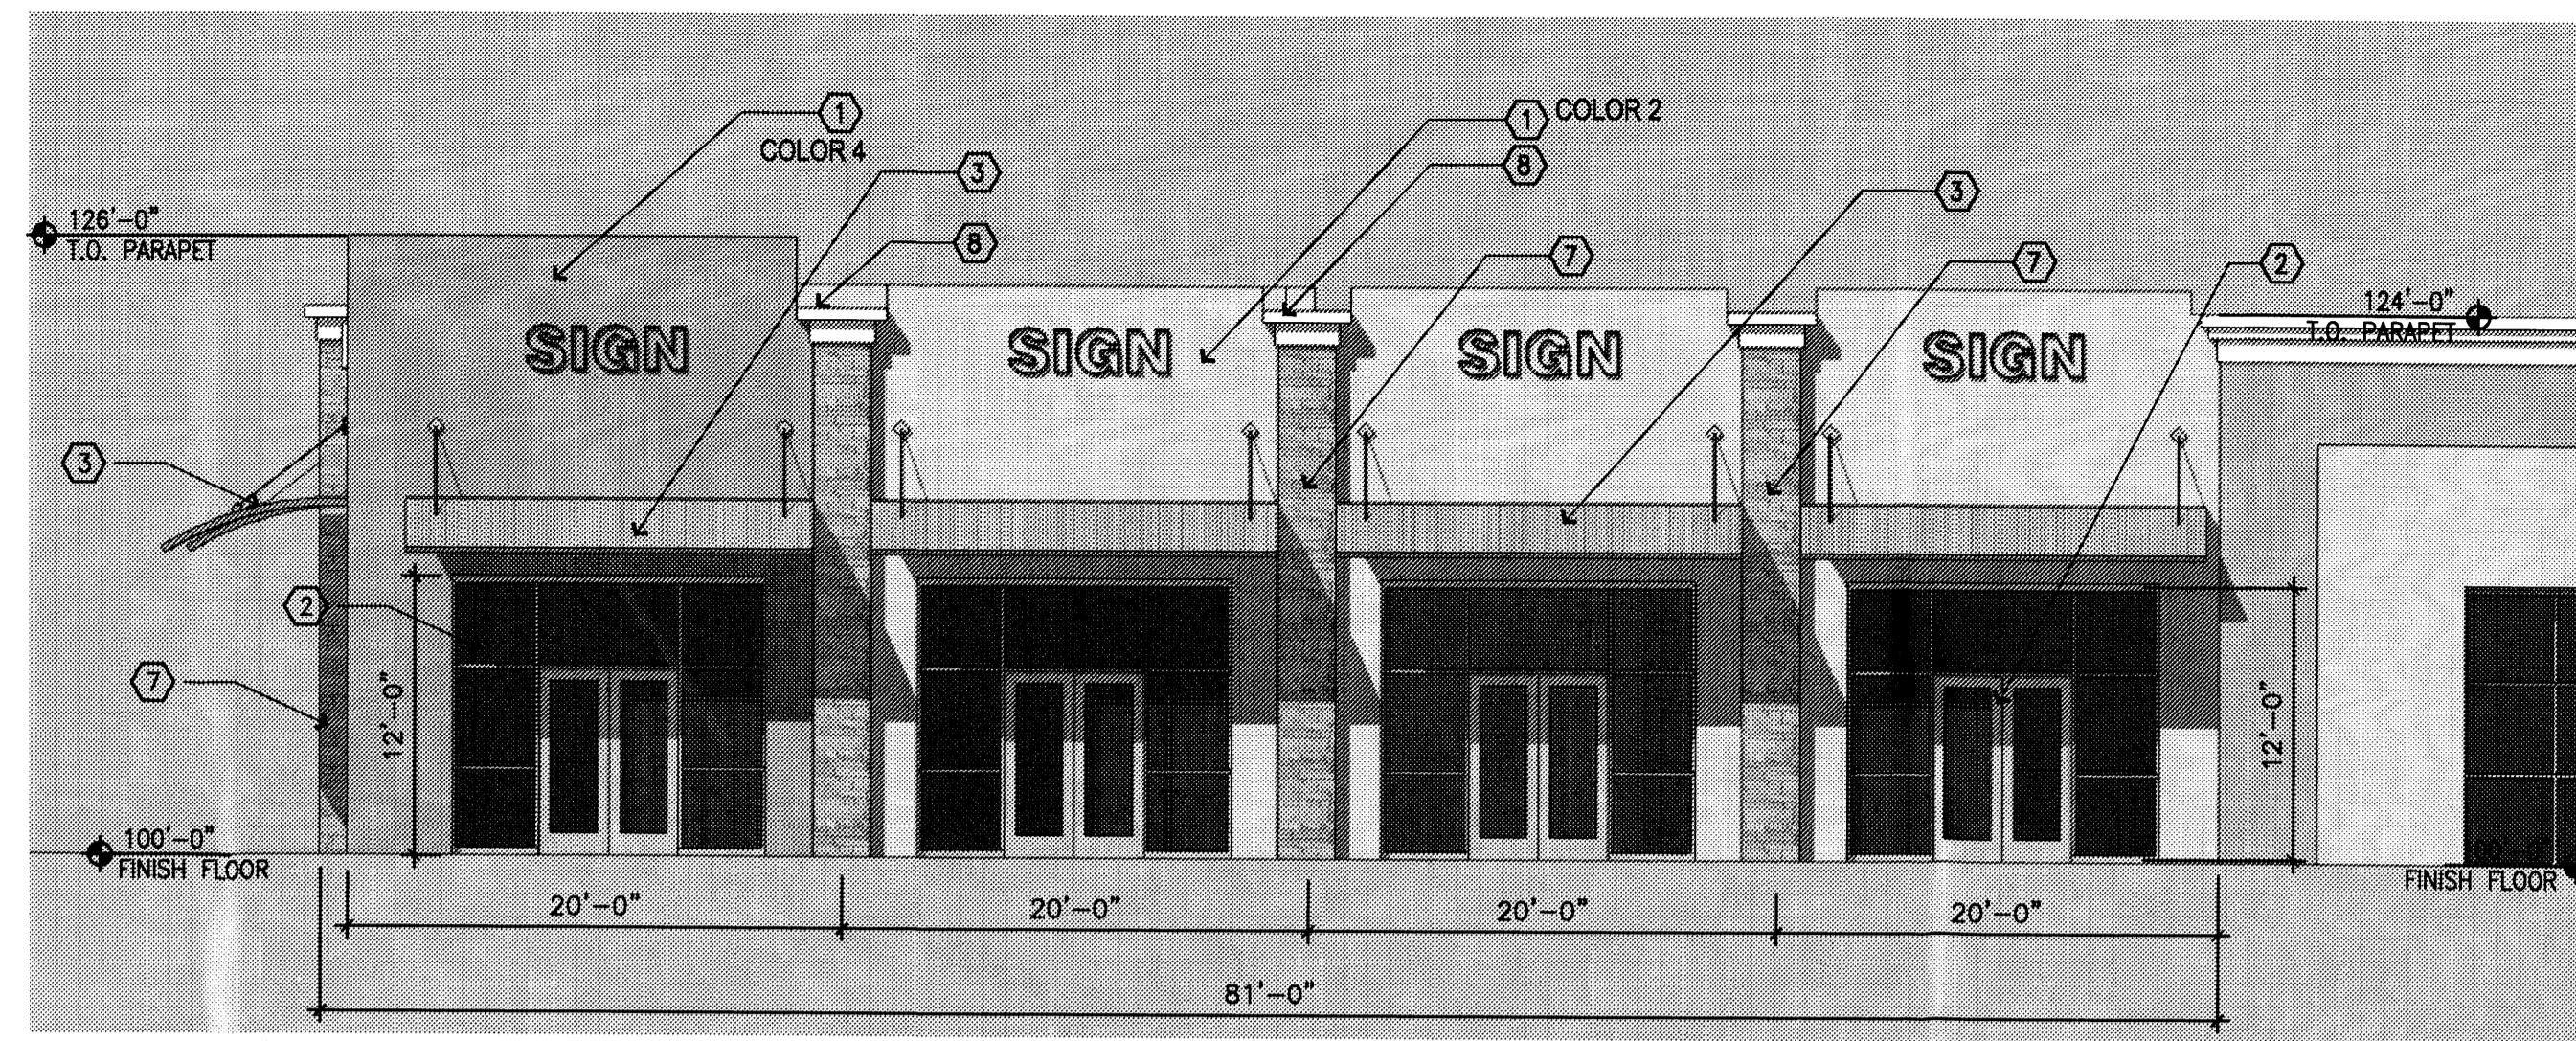 1 COLOR 2
1
COLOR 4
8
3
3
126'-0"
T.O. PARAPET
8
7
7
2
124'-0"
T.O. PARAPET
SIGN SIGN SIGN SIGN
3
2
7
12'-0"
12'-0"
100'-0"
FINISH FLOOR
FINISH FLOOR
20'-0" 20'-0" 20'-0" 20'-0"
81'-0"